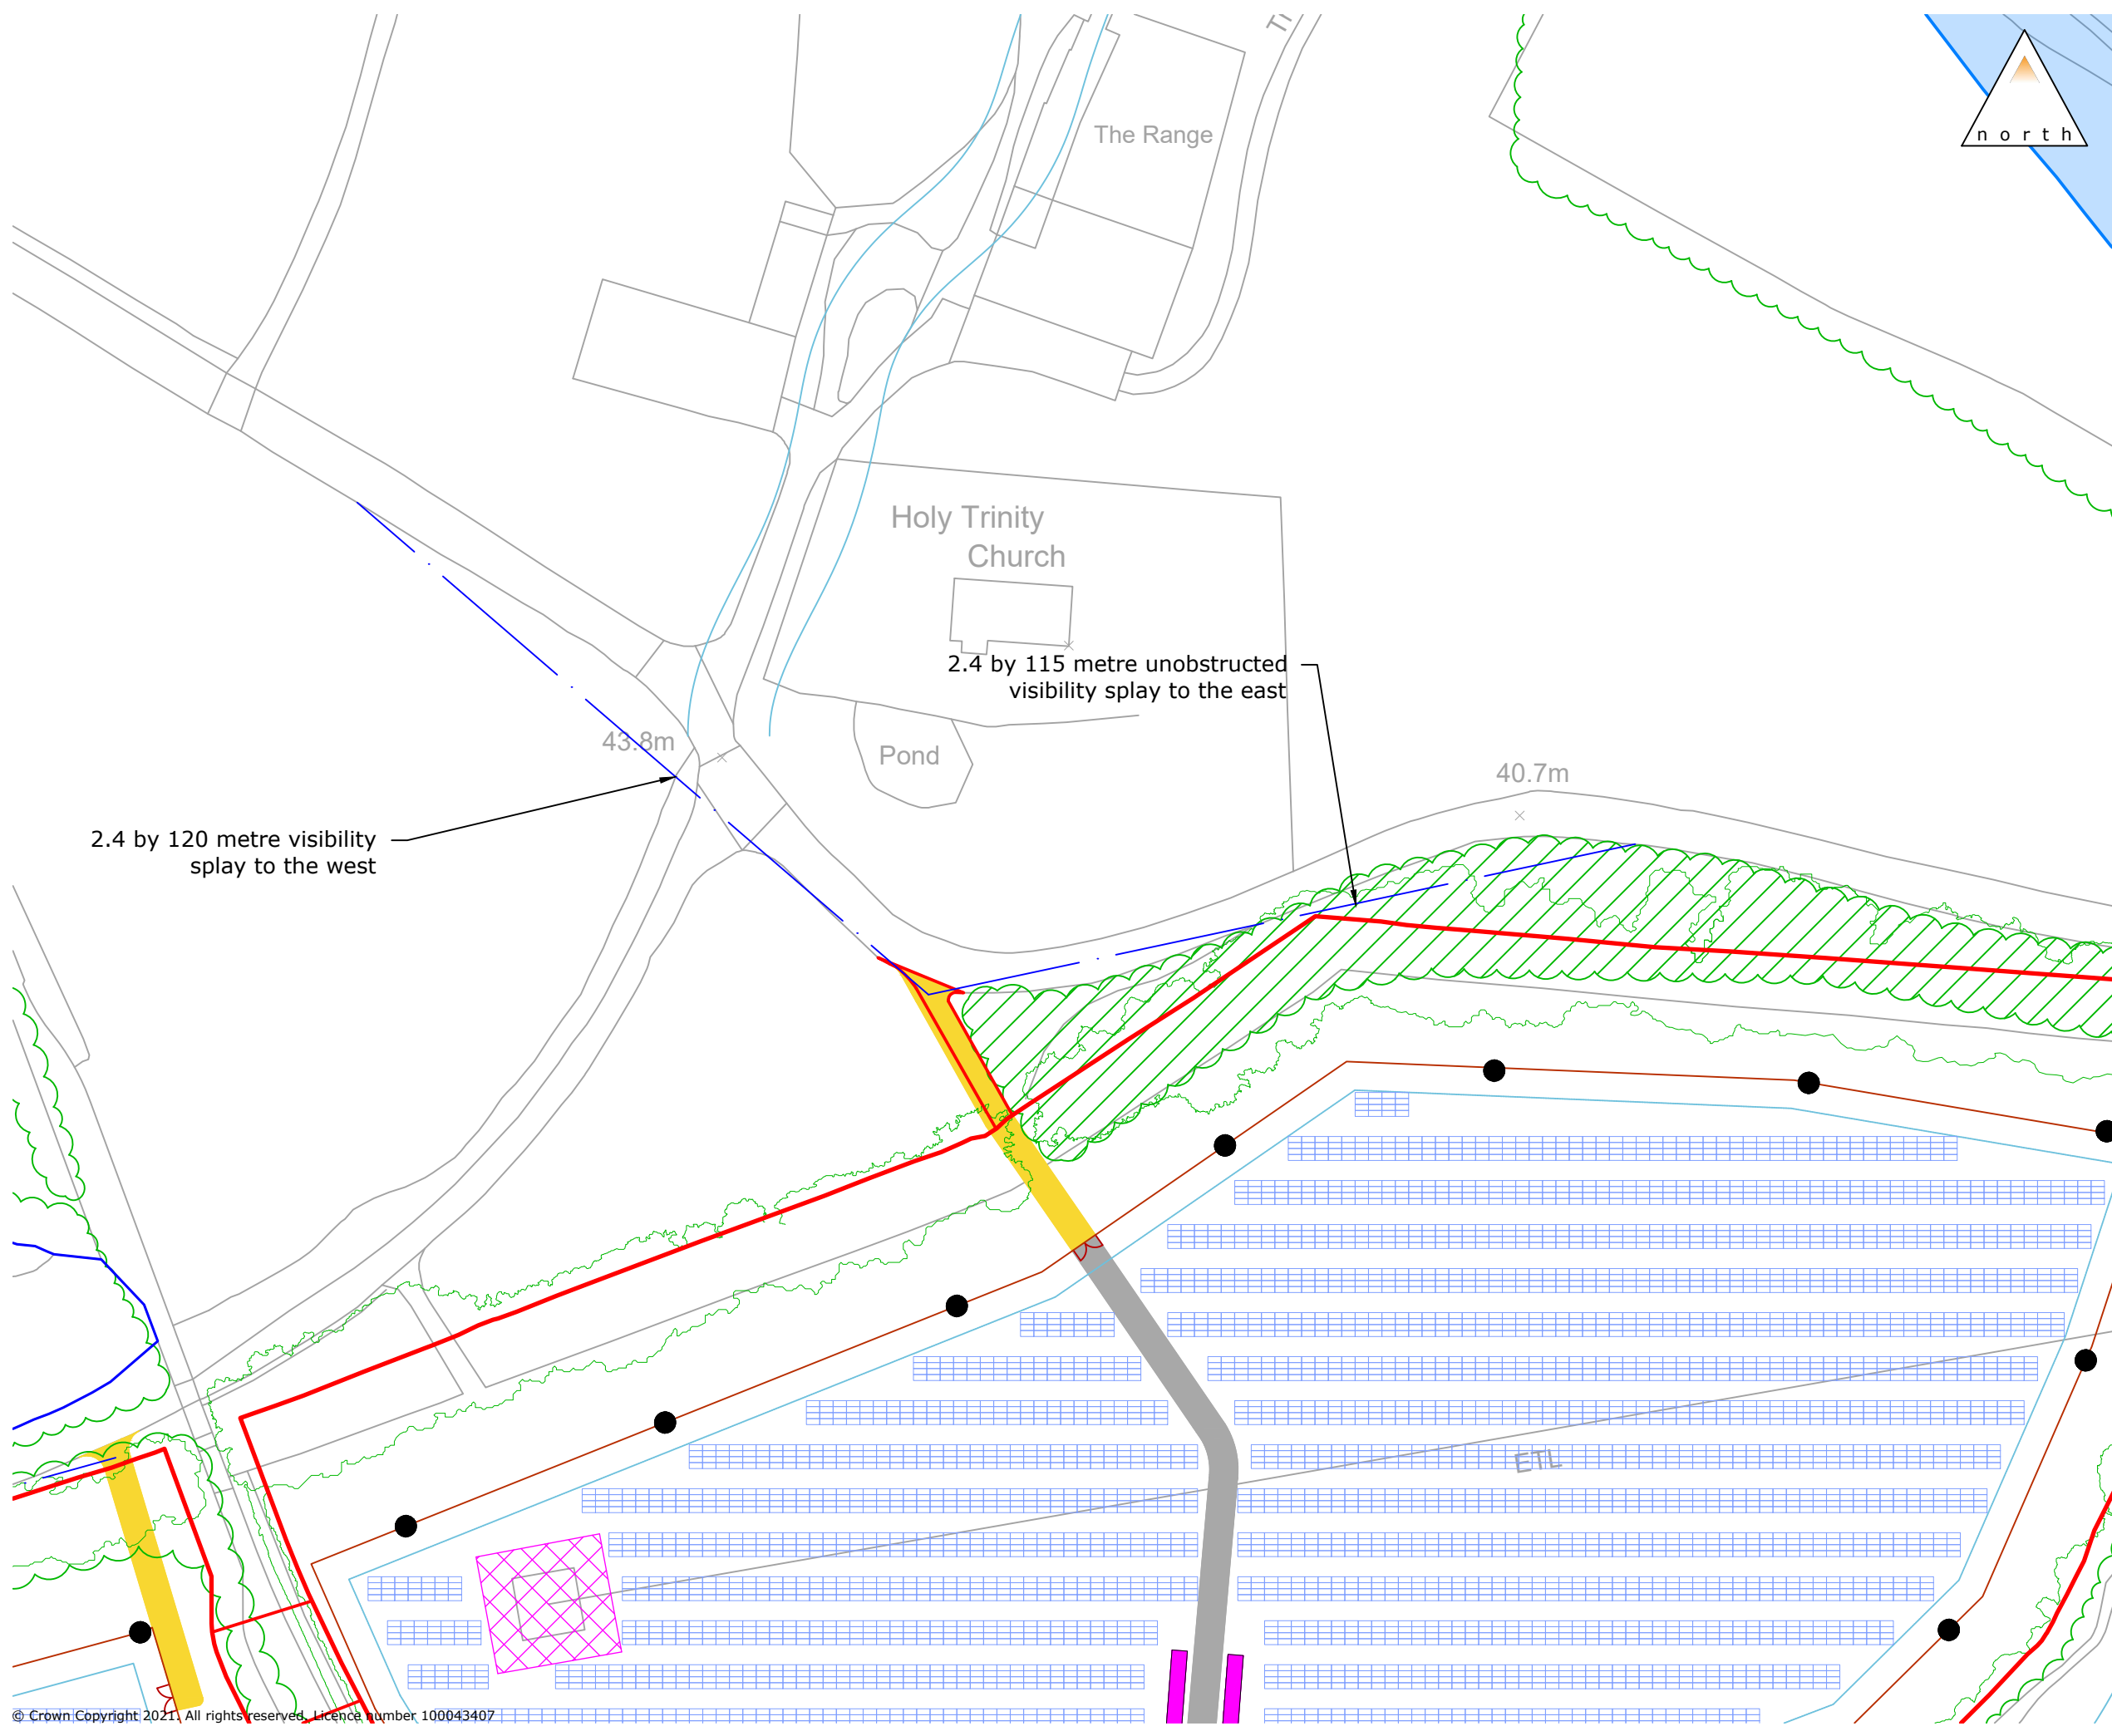 The Range
n o r t h
Holy Trinity
Church
2.4 by 115 metre unobstructed
visibility splay to the east
43.8m
Pond
40.7m
2.4 by 120 metre visibility
splay to the west
ETL
© Crown Copyright 2021. All rights reserved. Licence number 100043407